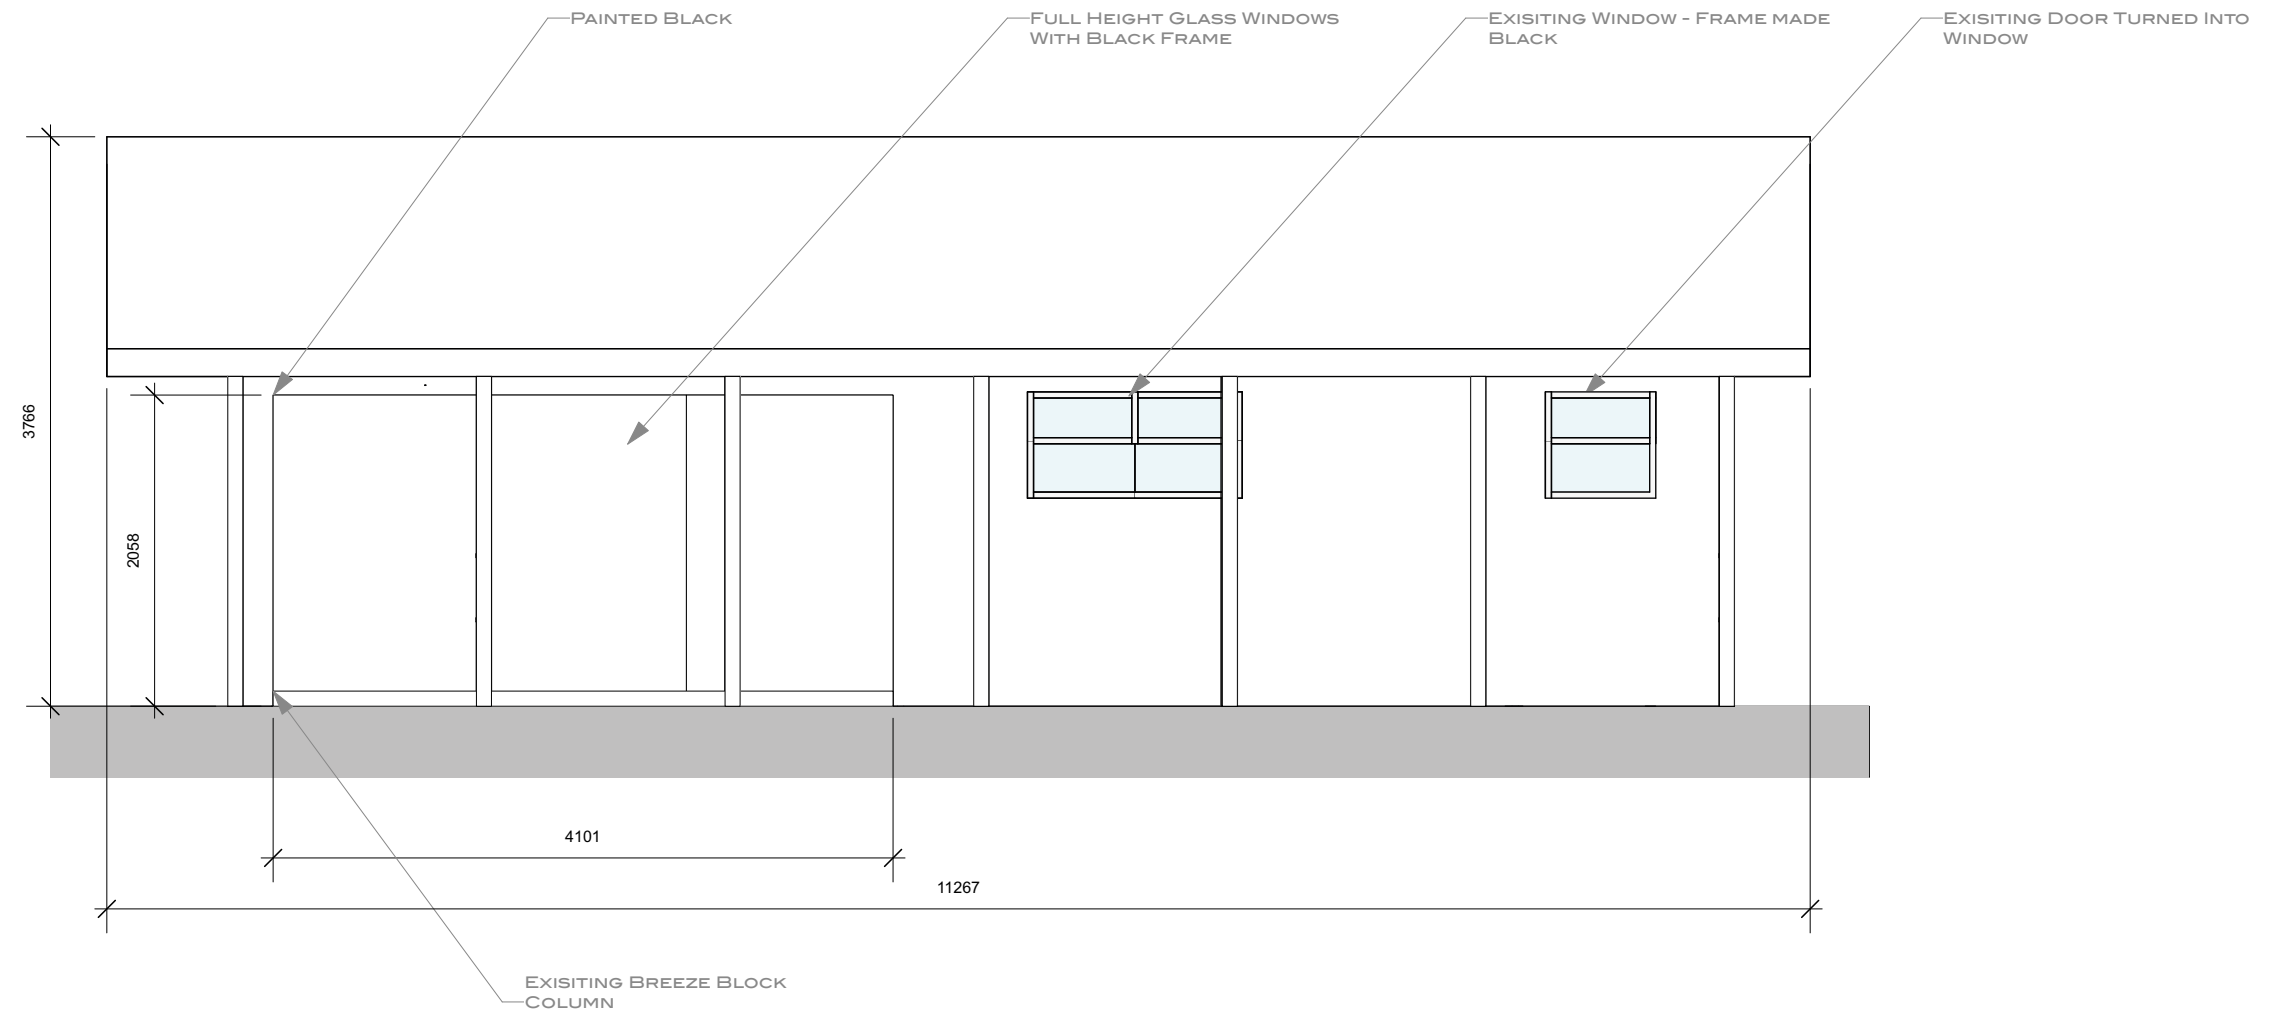 Painted Black
Full Height Glass Windows
With Black Frame
Exisiting Window - Frame made
Black
Exisiting Door Turned Into
Window
3766
2058
4101
11267
Exisiting Breeze Block
Column